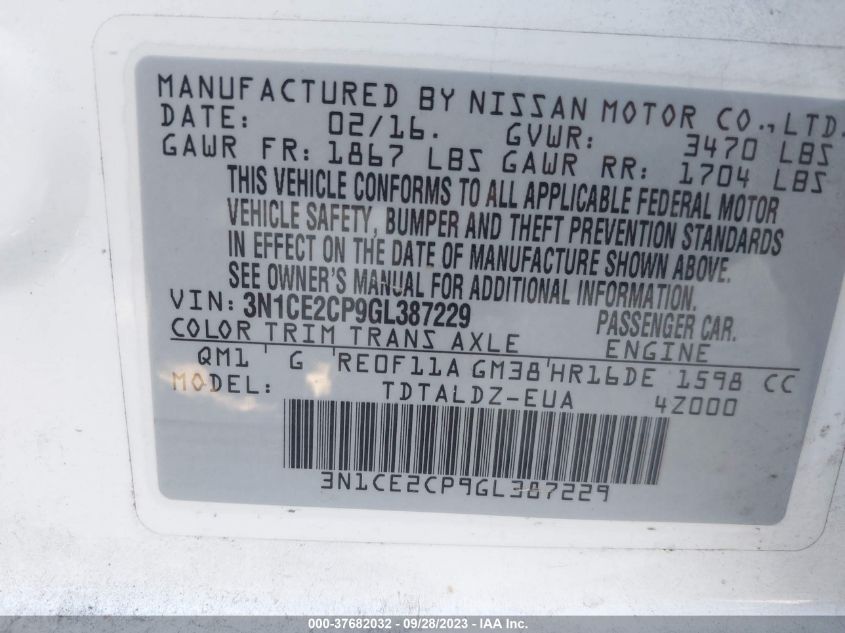 MANUFACTURED BY NISSAN MOTOR CO.,LTD.
DATE: 02/16. GVWR: 3470 LBS
GAWR FR: 1867 LBS GAWR RR: 1704 LBS
THIS VEHICLE CONFORMS TO ALL APPLICABLE FEDERAL MOTOR
VEHICLE SAFETY, BUMPER AND THEFT PREVENTION STANDARDS
IN EFFECT ON THE DATE OF MANUFACTURE SHOWN ABOVE.
SEE OWNER'S MANUAL FOR ADDITIONAL INFORMATION.
VIN: 3N1CE2CP9GL387229 PASSENGER CAR.
COLOR TRIM TRANS AXLE ENGINE
QM1 ' G ' RE0F11A GM38 ' HR16DE 1598 CC
MODEL: TDTALDZ-EUA 4Z000
3N1CE2CP9GL387229
000-37682032 - 09/28/2023 - IAA Inc.